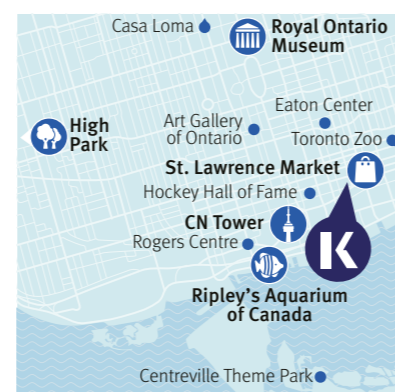 Casa Loma
Royal Ontario
Museum
High
Park
Eaton Center
Art Gallery
of Ontario
Toronto Zoo
St. Lawrence Market
Hockey Hall of Fame
CN Tower
Rogers Centre
K
Ripley's Aquarium
of Canada
Centreville Theme Park